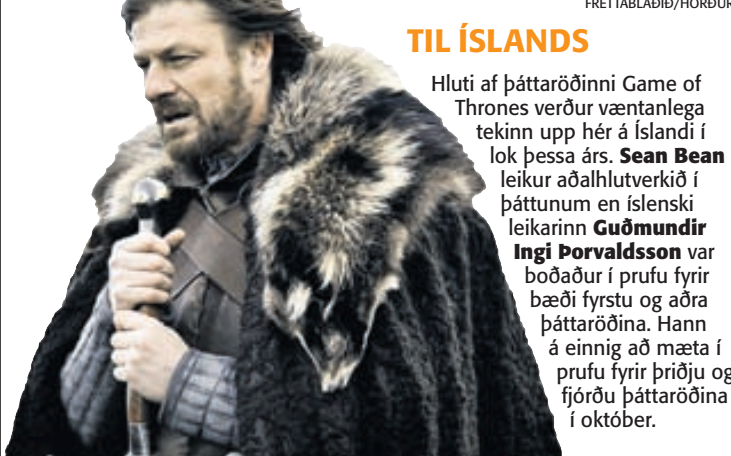 FRÉTTABLAÐIÐ/HÖRÐUR
TIL ÍSLANDS
Hluti af þáttaröðinni Game of
Thrones verður væntanlega
tekinn upp hér á Íslandi í
lok þessa árs. Sean Bean
leikur aðalhlutverkið í
þáttunum en íslenski
leikarinn Guðmundir
Ingi Þorvaldsson var
boðaður í prufu fyrir
bæði fyrstu og aðra
þáttaröðina. Hann
á einnig að mæta í
prufu fyrir þriðju og
fjórðu þáttaröðina
í október.